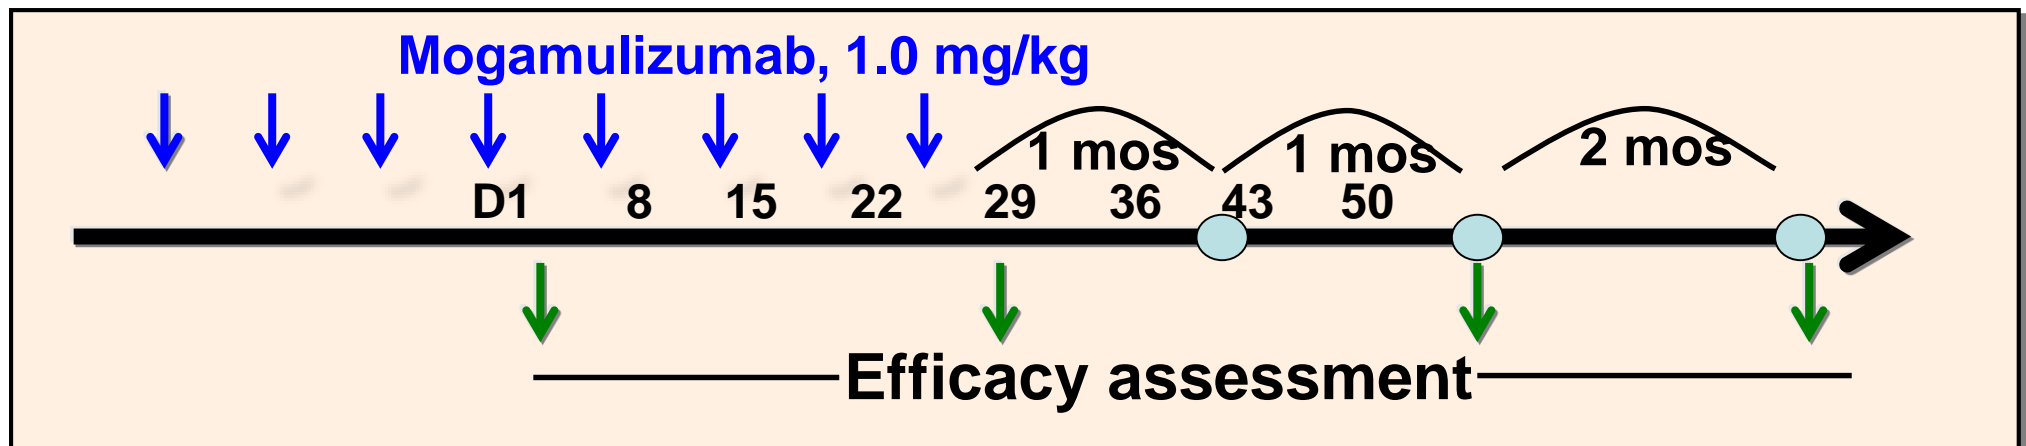 Mogamulizumab, 1.0 mg/kg
1 mos 1 mos 2 mos
D1 8 15 22 29 36 43 50
Efficacy assessment